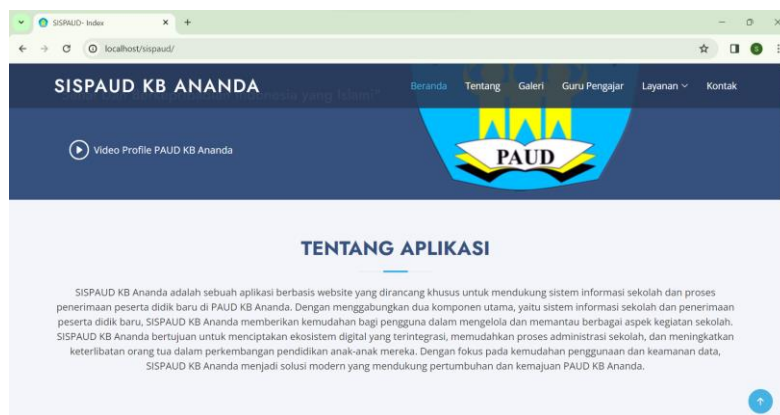 SISPAUD- Index
localhost/sispaud/
SISPAUD KB ANANDA
Beranda Tentang Galeri Guru Pengajar Layanan Kontak
Indonesia yang Islami"
Video Profile PAUD KB Ananda
PAUD
TENTANG APLIKASI
SISPAUD KB Ananda adalah sebuah aplikasi berbasis website yang dirancang khusus untuk mendukung sistem informasi sekolah dan proses
penerimaan peserta didik baru di PAUD KB Ananda. Dengan menggabungkan dua komponen utama, yaitu sistem informasi sekolah dan penerimaan
peserta didik baru, SISPAUD KB Ananda memberikan kemudahan bagi pengguna dalam mengelola dan memantau berbagai aspek kegiatan sekolah.
SISPAUD KB Ananda bertujuan untuk menciptakan ekosistem digital yang terintegrasi, memudahkan proses administrasi sekolah, dan meningkatkan
keterlibatan orang tua dalam perkembangan pendidikan anak-anak mereka. Dengan fokus pada kemudahan penggunaan dan keamanan data,
SISPAUD KB Ananda menjadi solusi modern yang mendukung pertumbuhan dan kemajuan PAUD KB Ananda.